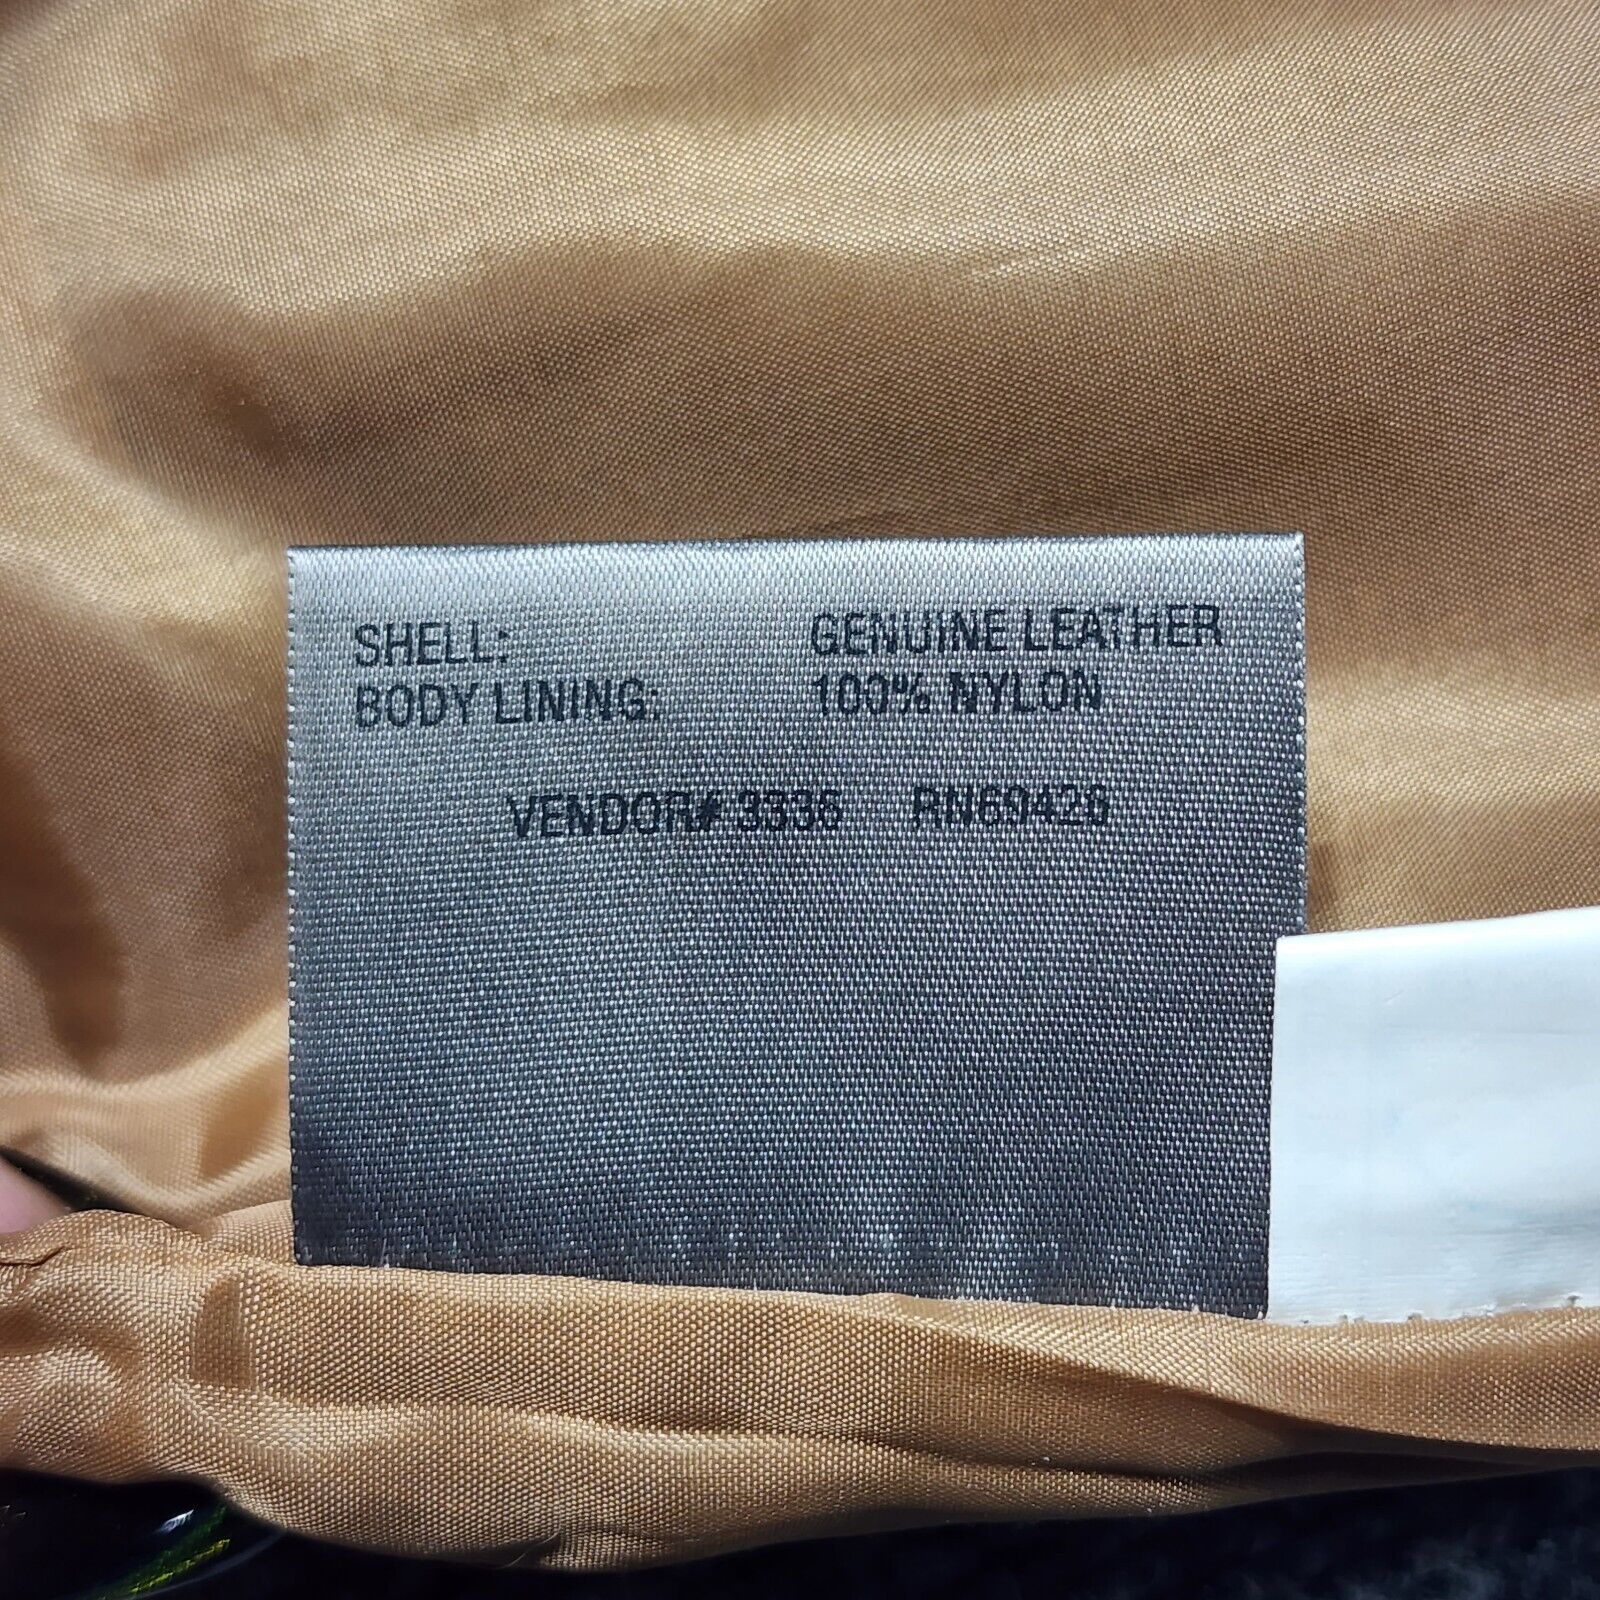 SHELL: GENUINE LEATHER
BODY LINING: 100% NYLON
VENDOR# 3336 RN69426